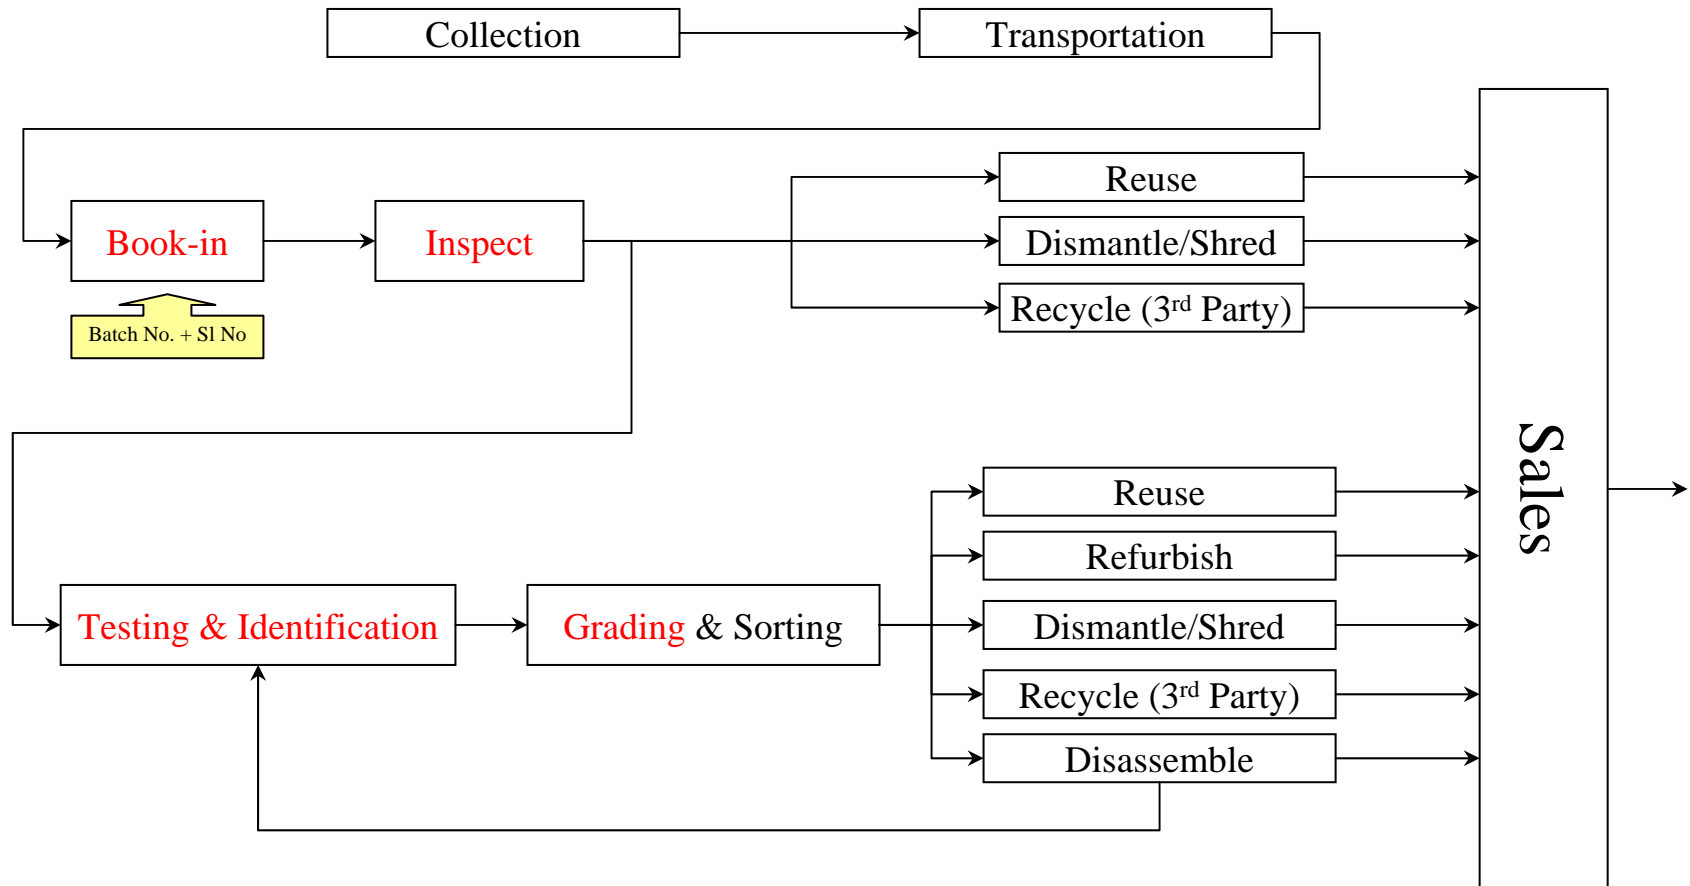 Collection
Transportation
Book-in
Inspect
Batch No. + Sl No
Reuse
Dismantle/Shred
Recycle (3rd Party)
Testing & Identification
Grading & Sorting
Reuse
Refurbish
Dismantle/Shred
Recycle (3rd Party)
Disassemble
Sales